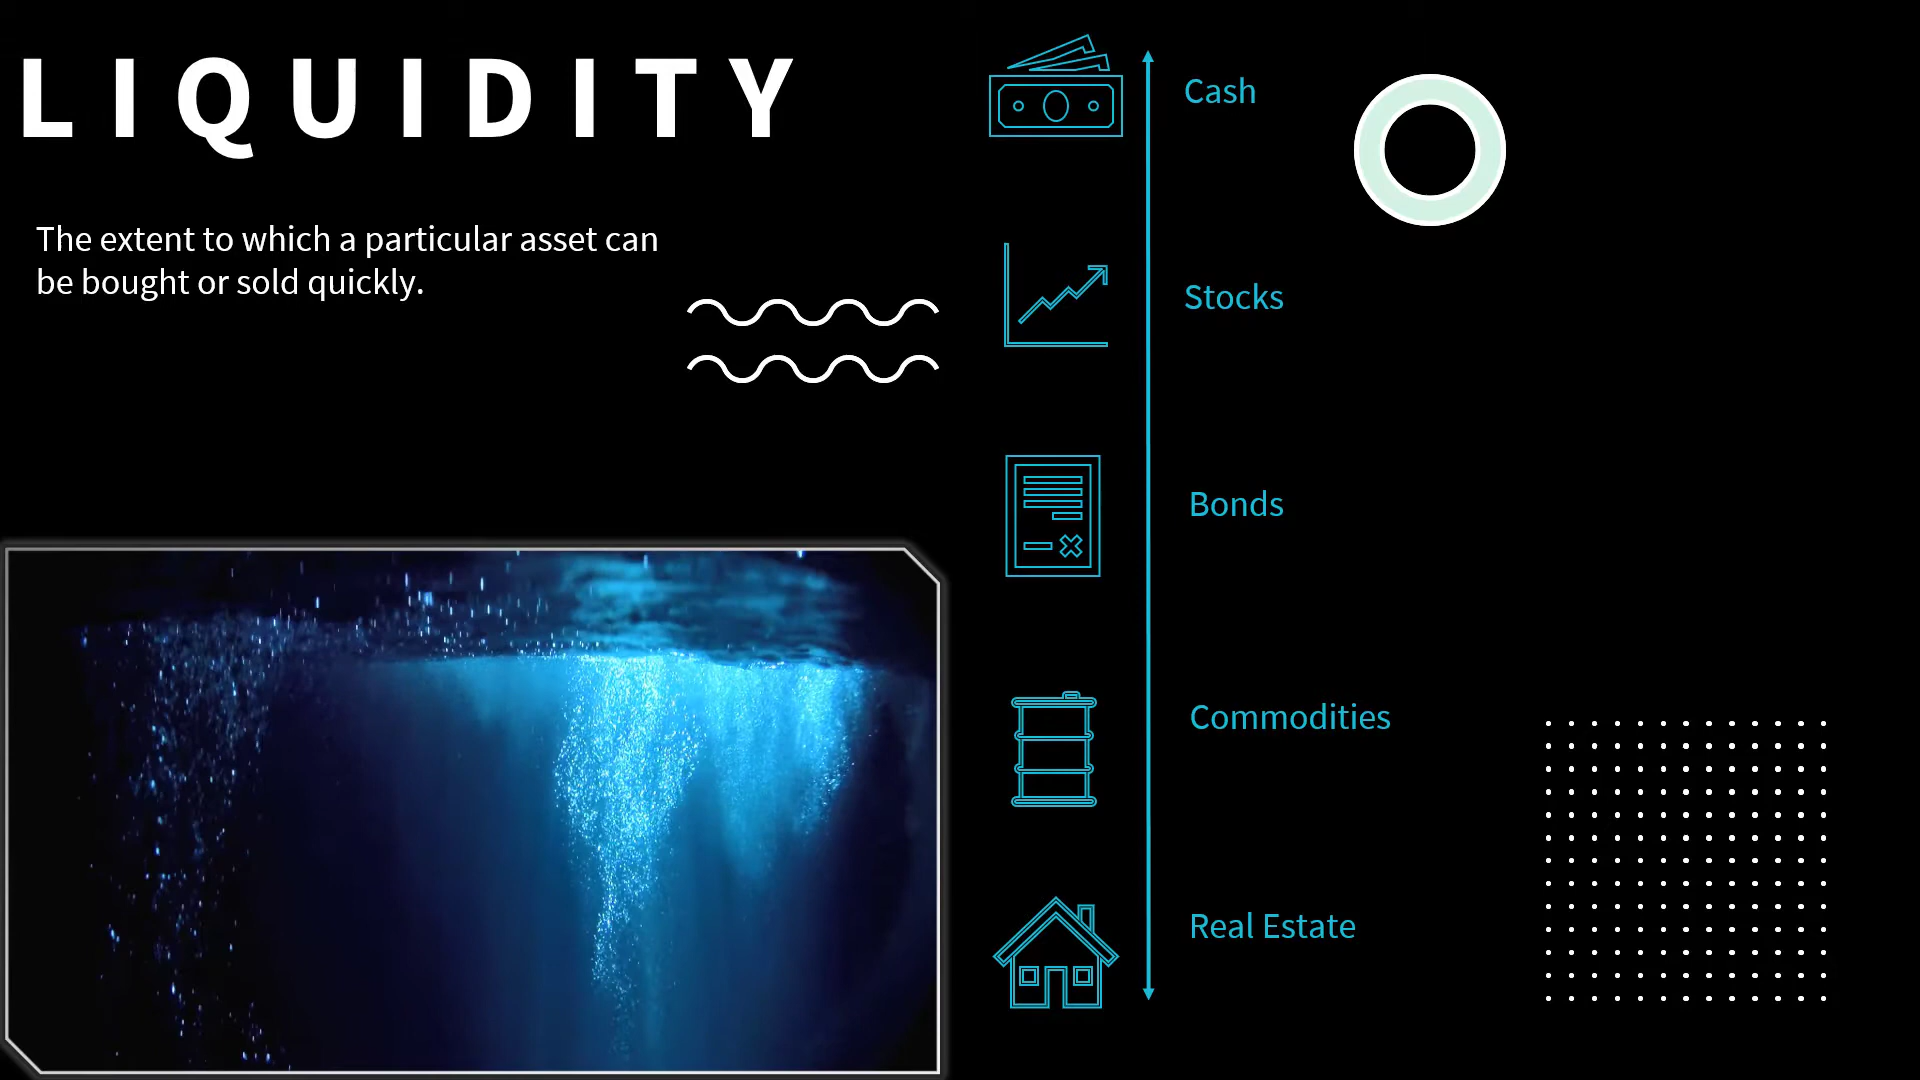 LIQUIDITY
The extent to which a particular asset can
be bought or sold quickly.
Cash
Stocks
Bonds
Commodities
Real Estate